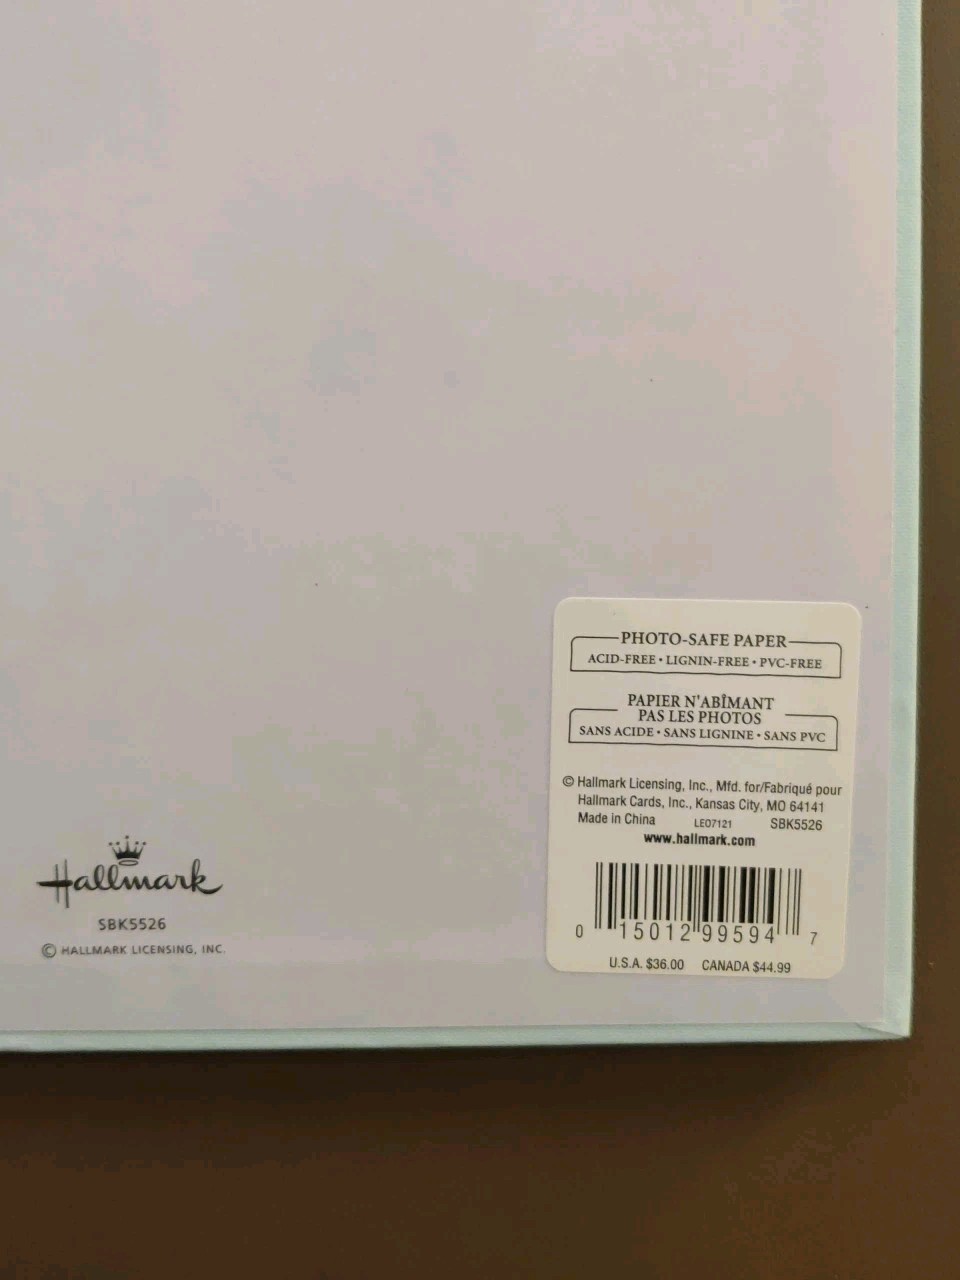 PHOTO-SAFE PAPER
ACID-FREE • LIGNIN-FREE • PVC-FREE
PAPIER N'ABÎMANT
PAS LES PHOTOS
SANS ACIDE • SANS LIGNINE • SANS PVC
© Hallmark Licensing, Inc., Mfd. for/Fabriqué pour
Hallmark Cards, Inc., Kansas City, MO 64141
Made in China LEO7121 SBK5526
www.hallmark.com
0 15012 99594 7
U.S.A. $36.00 CANADA $44.99
Hallmark
SBK5526
© HALLMARK LICENSING, INC.